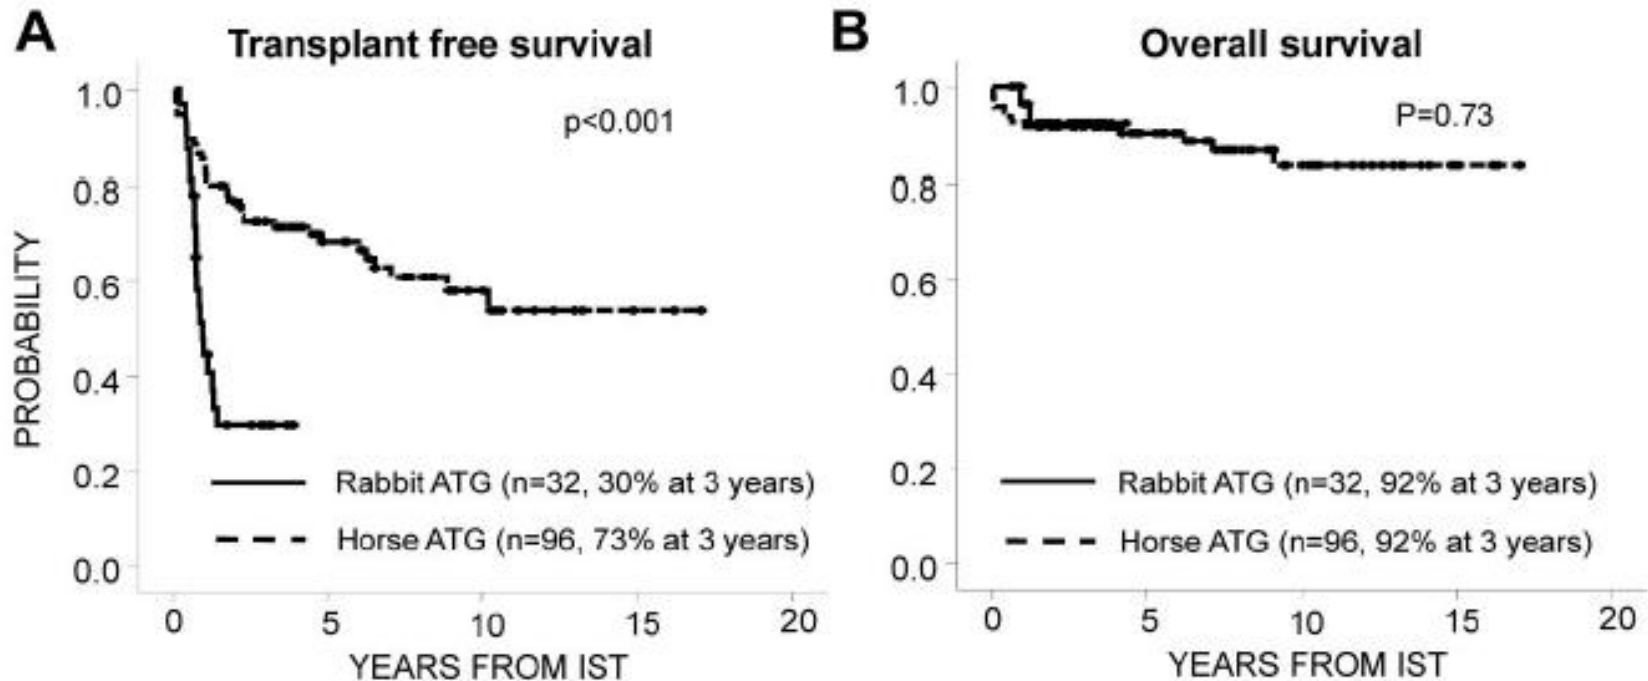 A
Transplant free survival
p<0.001
PROBABILITY
1.0
0.8
0.6
0.4
0.2
0.0
Rabbit ATG (n=32, 30% at 3 years)
Horse ATG (n=96, 73% at 3 years)
0 5 10 15 20
YEARS FROM IST
B
Overall survival
P=0.73
1.0
0.8
0.6
0.4
0.2
0.0
Rabbit ATG (n=32, 92% at 3 years)
Horse ATG (n=96, 92% at 3 years)
0 5 10 15 20
YEARS FROM IST